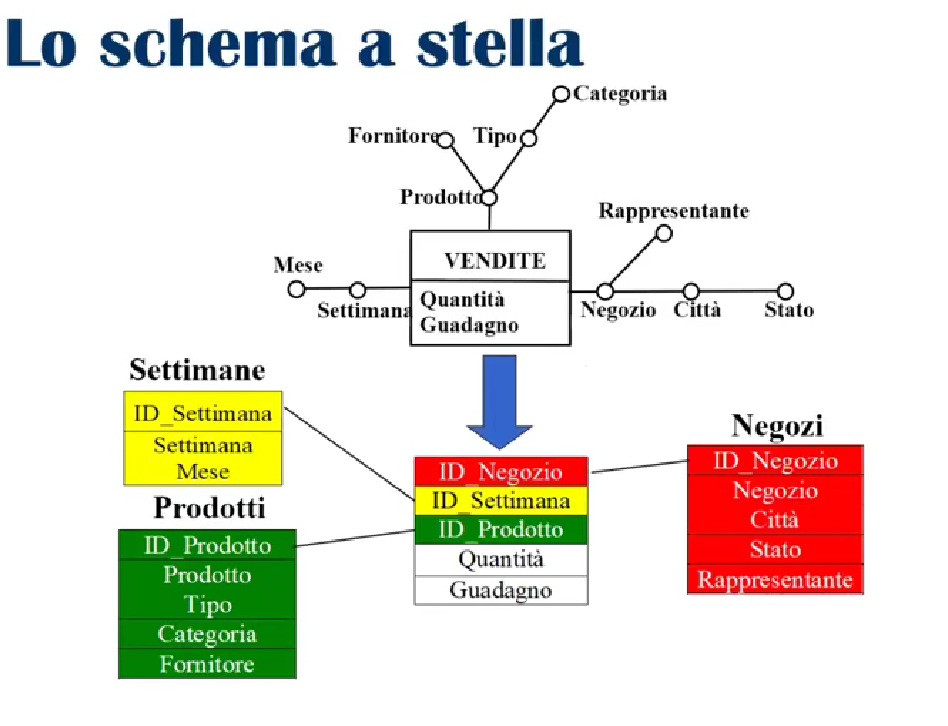 Lo schema a stella
Categoria
Fornitore
Tipo
Prodotto
Rappresentante
Mese
VENDITE
Settimana
Quantità
Guadagno
Negozio
Città
Stato
Settimane
ID_Settimana
Settimana
Mese
Prodotti
ID_Prodotto
Prodotto
Tipo
Categoria
Fornitore
ID_Negozio
ID_Settimana
ID_Prodotto
Quantità
Guadagno
Negozi
ID_Negozio
Negozio
Città
Stato
Rappresentante